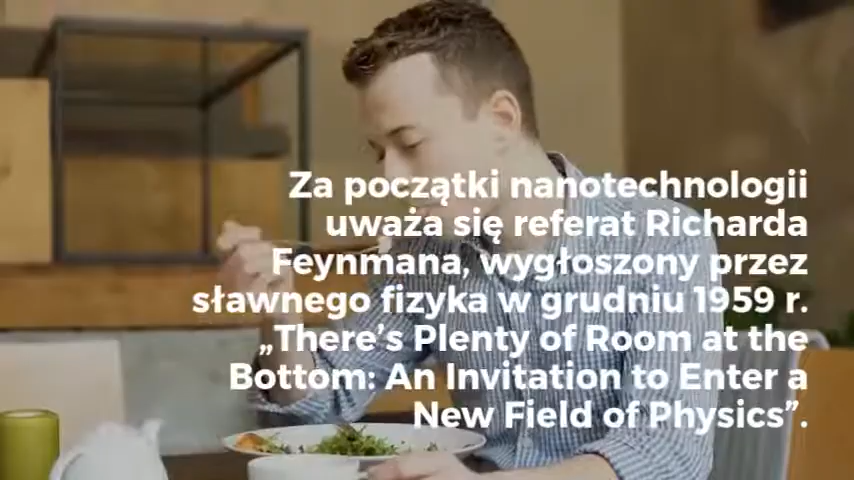 Za początki nanotechnologii
uważa się referat Richarda
Feynmana, wygłoszony przez
sławnego fizyka w grudniu 1959 r.
„There’s Plenty of Room at the
Bottom: An Invitation to Enter a
New Field of Physics”.